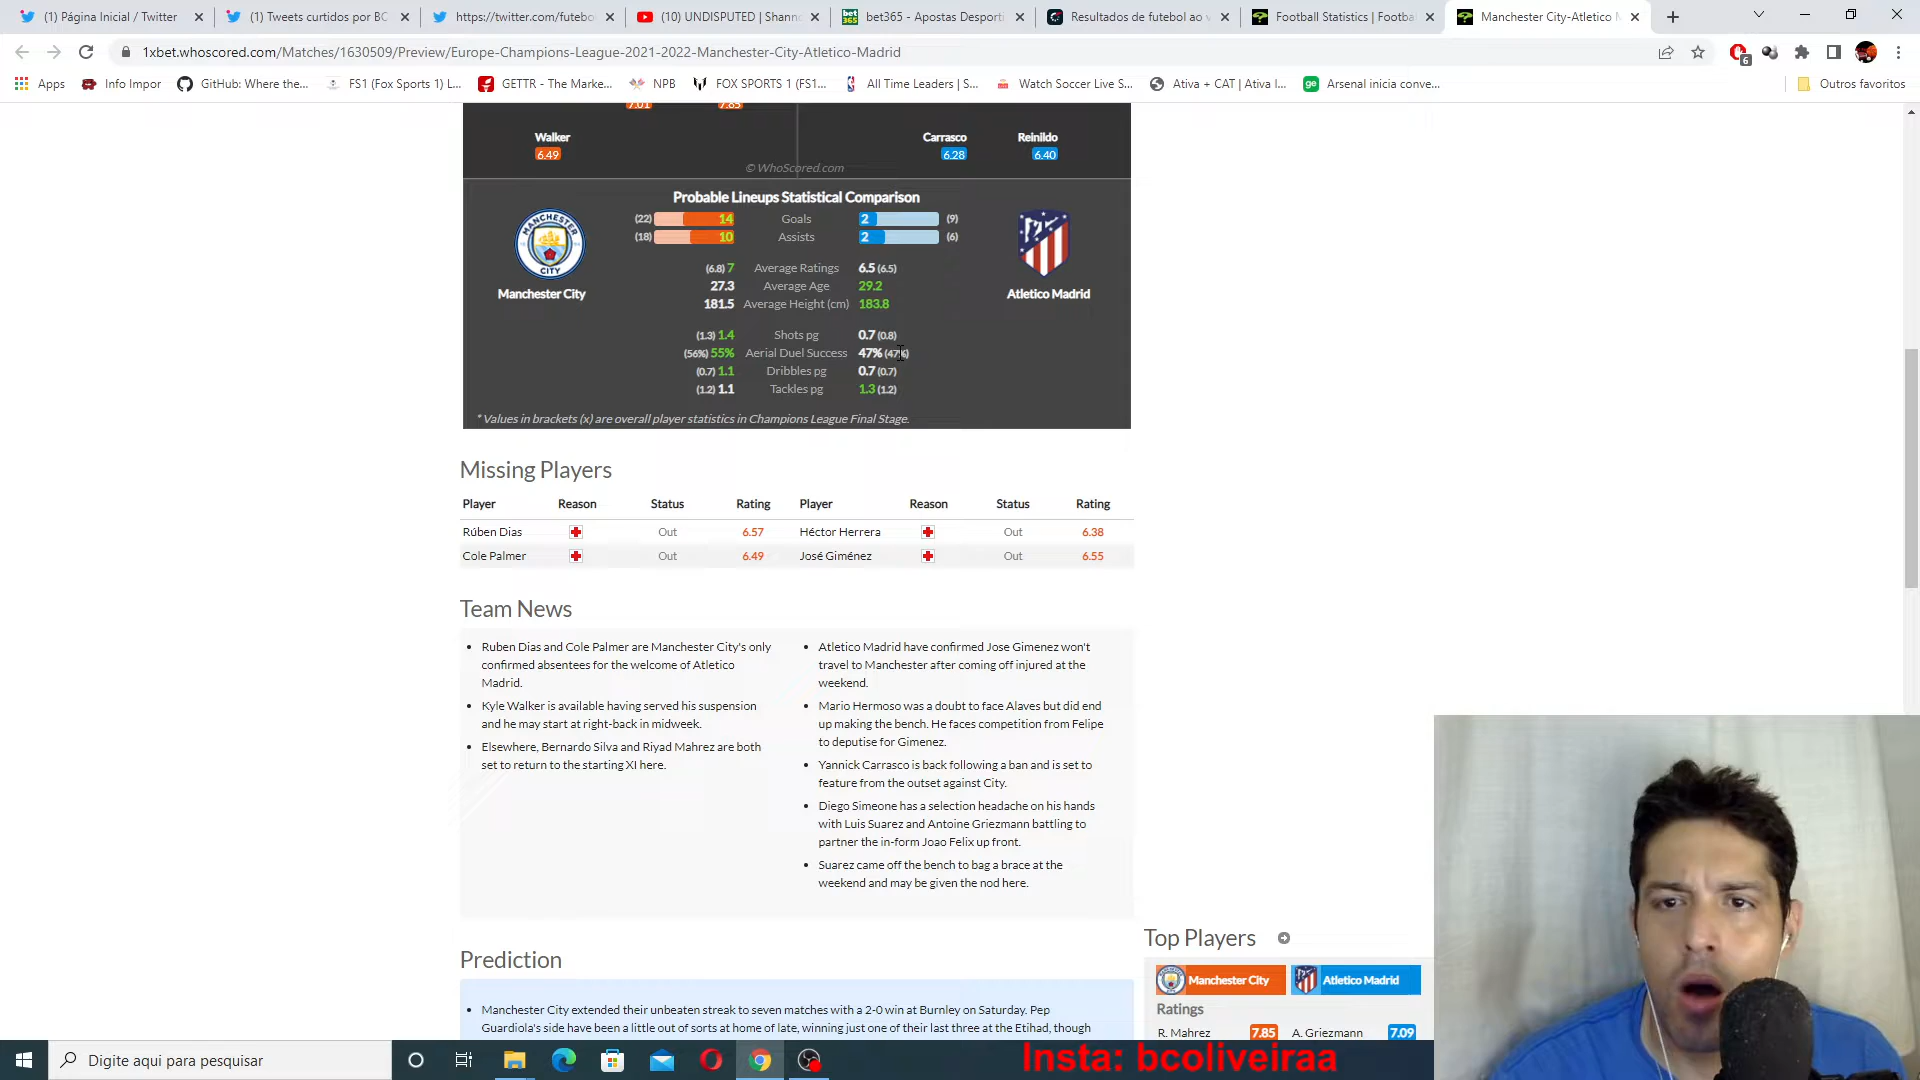 (1) Página Inicial / Twitter
(1) Tweets curtidos por BC
https://twitter.com/futebo
(10) UNDISPUTED | Shann
bet365 - Apostas Desporti
Resultados de futebol ao v
Football Statistics | Footba
Manchester City-Atletico M
1xbet.whoscored.com/Matches/1630509/Preview/Europe-Champions-League-2021-2022-Manchester-City-Atletico-Madrid
6
Apps
Info Impor
GitHub: Where the...
FS1 (Fox Sports 1) L...
GETTR - The Marke...
NPB
FOX SPORTS 1 (FS1...
All Time Leaders | S...
Watch Soccer Live S...
Ativa + CAT | Ativa I...
Arsenal inicia conve...
Outros favoritos
7.01 7.85
Walker Carrasco Reinildo
6.49 6.28 6.40
© WhoScored.com
Probable Lineups Statistical Comparison
(22) 14 Goals 2 (9)
(18) 10 Assists 2 (6)
MANCHESTER CITY
Manchester City
Atletico Madrid
(6.8) 7 Average Ratings 6.5 (6.5)
27.3 Average Age 29.2
181.5 Average Height (cm) 183.8
(1.3) 1.4 Shots pg 0.7 (0.8)
(56%) 55% Aerial Duel Success 47% (47%)
(0.7) 1.1 Dribbles pg 0.7 (0.7)
(1.2) 1.1 Tackles pg 1.3 (1.2)
* Values in brackets (x) are overall player statistics in Champions League Final Stage.
Missing Players
Player Reason Status Rating Player Reason Status Rating
Rúben Dias Out 6.57 Héctor Herrera Out 6.38
Cole Palmer Out 6.49 José Giménez Out 6.55
Team News
Ruben Dias and Cole Palmer are Manchester City's only
confirmed absentees for the welcome of Atletico
Madrid.
Kyle Walker is available having served his suspension
and he may start at right-back in midweek.
Elsewhere, Bernardo Silva and Riyad Mahrez are both
set to return to the starting XI here.
Atletico Madrid have confirmed Jose Gimenez won't
travel to Manchester after coming off injured at the
weekend.
Mario Hermoso was a doubt to face Alaves but did end
up making the bench. He faces competition from Felipe
to deputise for Gimenez.
Yannick Carrasco is back following a ban and is set to
feature from the outset against City.
Diego Simeone has a selection headache on his hands
with Luis Suarez and Antoine Griezmann battling to
partner the in-form Joao Felix up front.
Suarez came off the bench to bag a brace at the
weekend and may be given the nod here.
Prediction
Manchester City extended their unbeaten streak to seven matches with a 2-0 win at Burnley on Saturday. Pep
Guardiola's side have been a little out of sorts at home of late, winning just one of their last three at the Etihad, though
Top Players
Manchester City
Atletico Madrid
Ratings
R. Mahrez 7.85 A. Griezmann 7.09
Digite aqui para pesquisar
Insta: bcoliveiraa